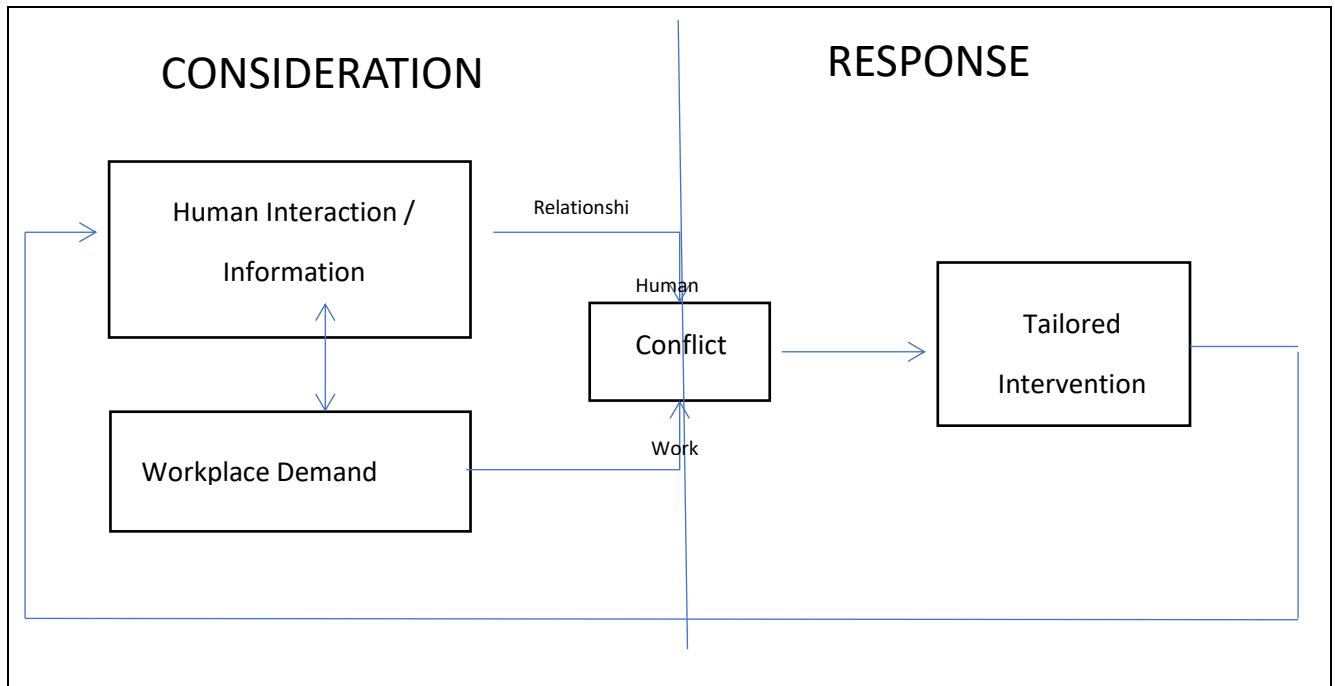 CONSIDERATION
RESPONSE
Human Interaction /
Information
Relationshi
Human
Conflict
Tailored
Intervention
Workplace Demand
Work